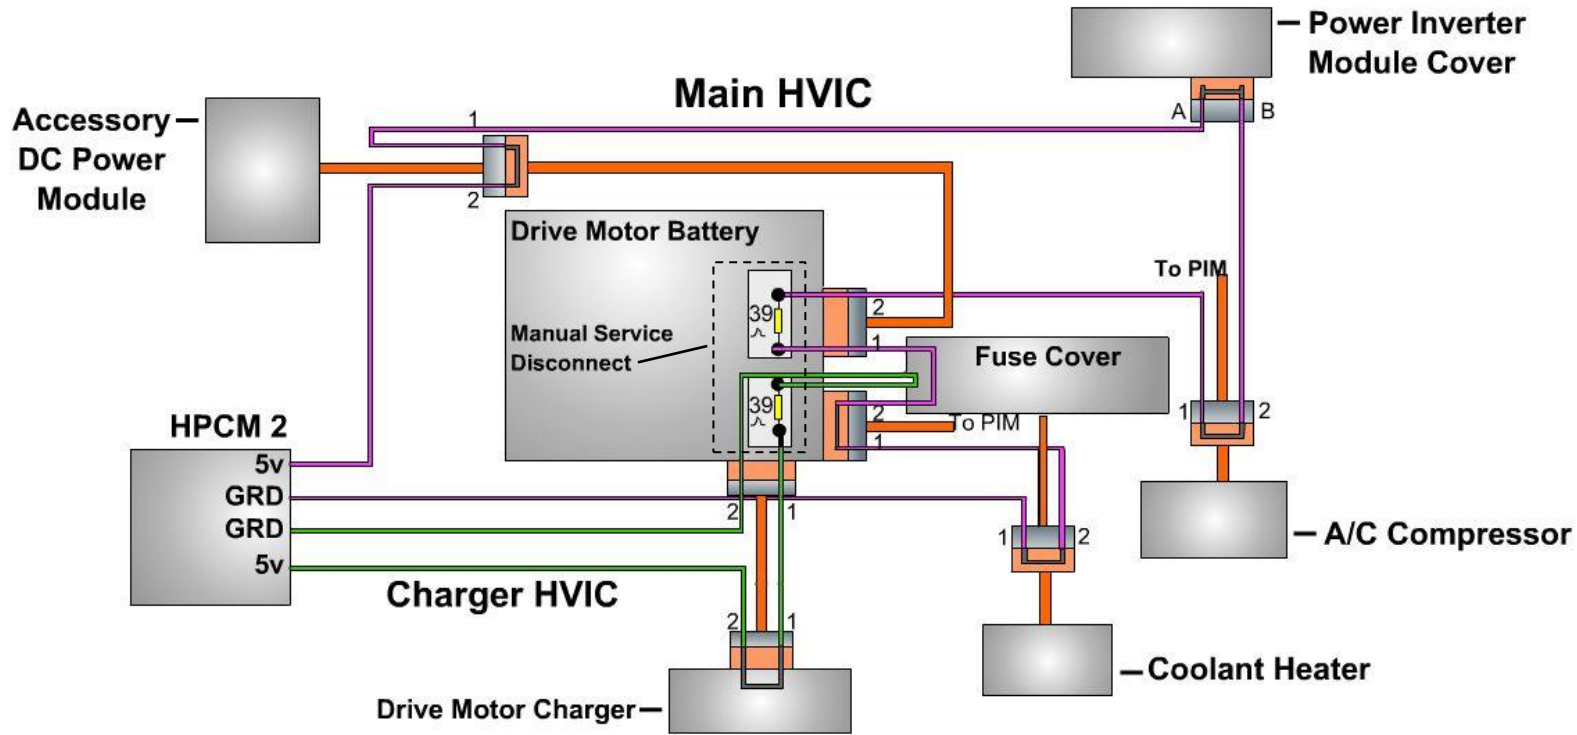 Power Inverter
Module Cover
Main HVIC
A
B
Accessory
DC Power
Module
1
2
Drive Motor Battery
To PIM
39
2
Manual Service
Disconnect
1
Fuse Cover
39
2
To PIM
1
1
2
HPCM 2
5v
GRD
GRD
5v
2
1
1
2
A/C Compressor
Charger HVIC
2
1
Coolant Heater
Drive Motor Charger